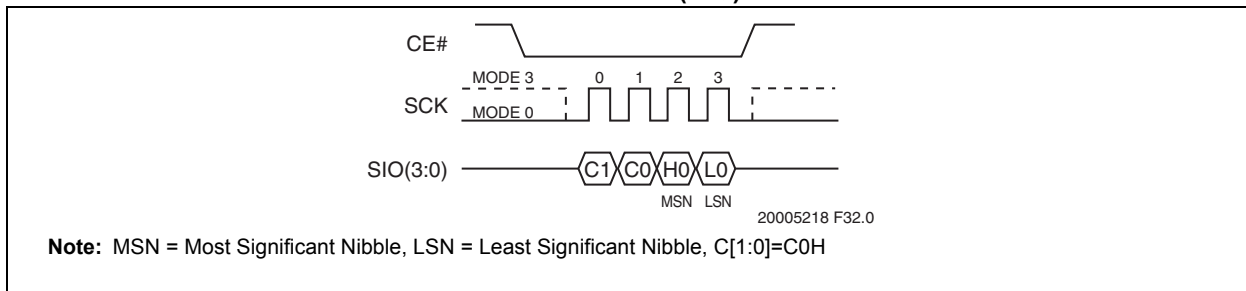 CE#
MODE 3 0 1 2 3
SCK
MODE 0
SIO(3:0) C1 C0 H0 L0
MSN LSN
20005218 F32.0
Note: MSN = Most Significant Nibble, LSN = Least Significant Nibble, C[1:0]=C0H